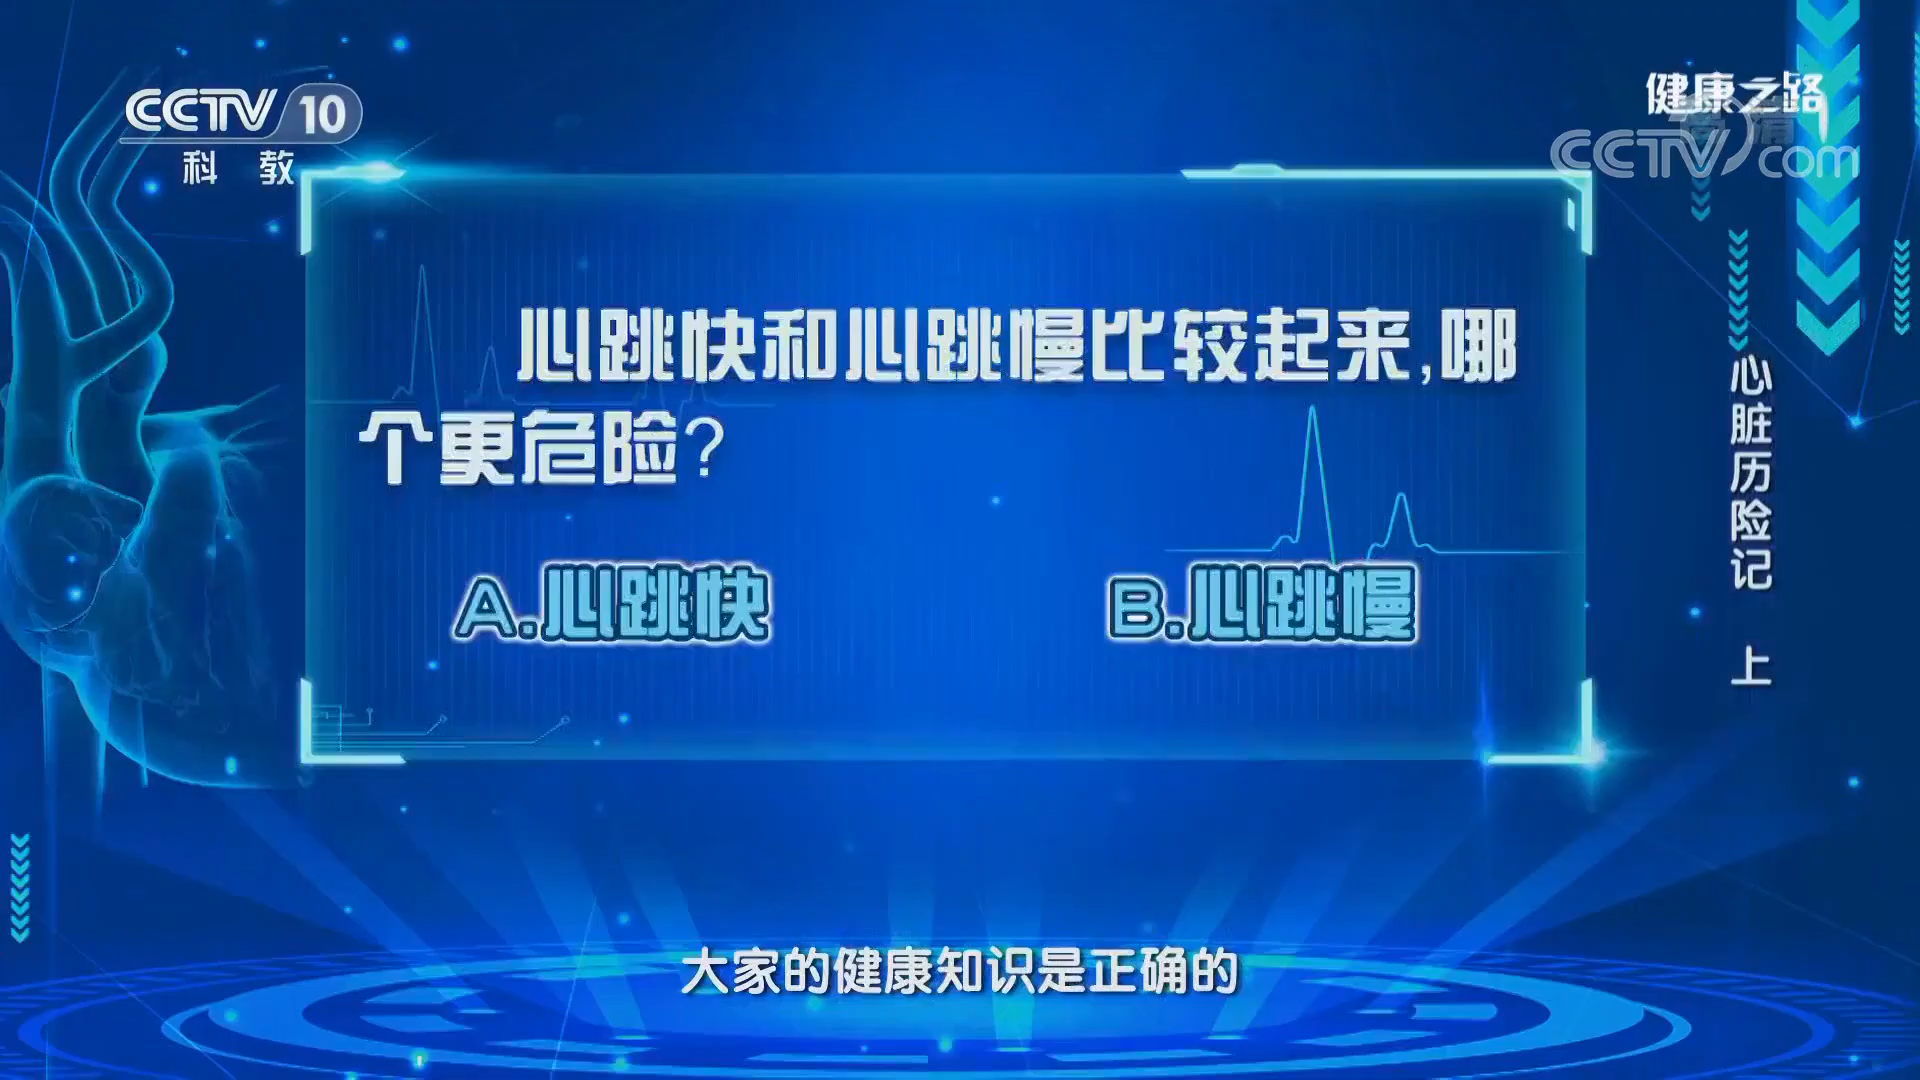 CCTV 10
科教
健康之路
CCTV.com
心跳快和心跳慢比较起来,哪
个更危险?
A.心跳快
B.心跳慢
心脏历险记 上
大家的健康知识是正确的